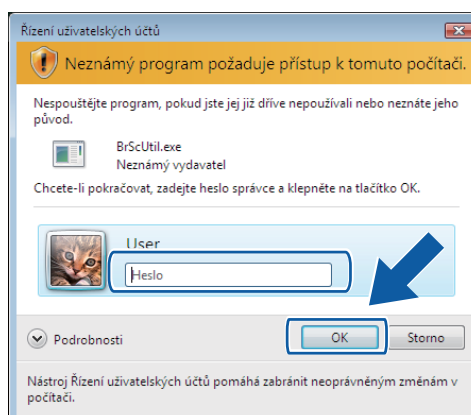 Řízení uživatelských účtů
Neznámý program požaduje přístup k tomuto počítači.
Nespouštějte program, pokud jste jej již dříve nepoužívali nebo neznáte jeho
původ.
BrScUtil.exe
Neznámý vydavatel
Chcete-li pokračovat, zadejte heslo správce a klepněte na tlačítko OK.
User
Heslo
Podrobnosti
OK
Storno
Nástroj Řízení uživatelských účtů pomáhá zabránit neoprávněným změnám v
počítači.